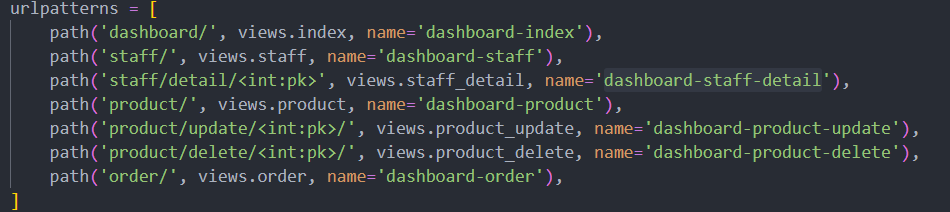 urlpatterns = [
    path('dashboard/', views.index, name='dashboard-index'),
    path('staff/', views.staff, name='dashboard-staff'),
    path('staff/detail/<int:pk>', views.staff_detail, name='dashboard-staff-detail'),
    path('product/', views.product, name='dashboard-product'),
    path('product/update/<int:pk>/', views.product_update, name='dashboard-product-update'),
    path('product/delete/<int:pk>/', views.product_delete, name='dashboard-product-delete'),
    path('order/', views.order, name='dashboard-order'),
]